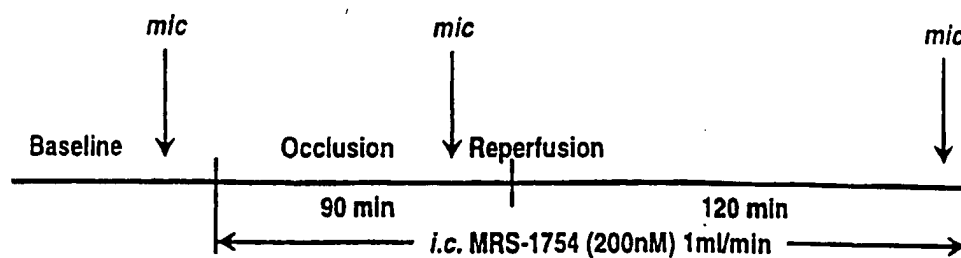 mic mic mic
Baseline Occlusion Reperfusion
90 min 120 min
i.c. MRS-1754 (200nM) 1ml/min